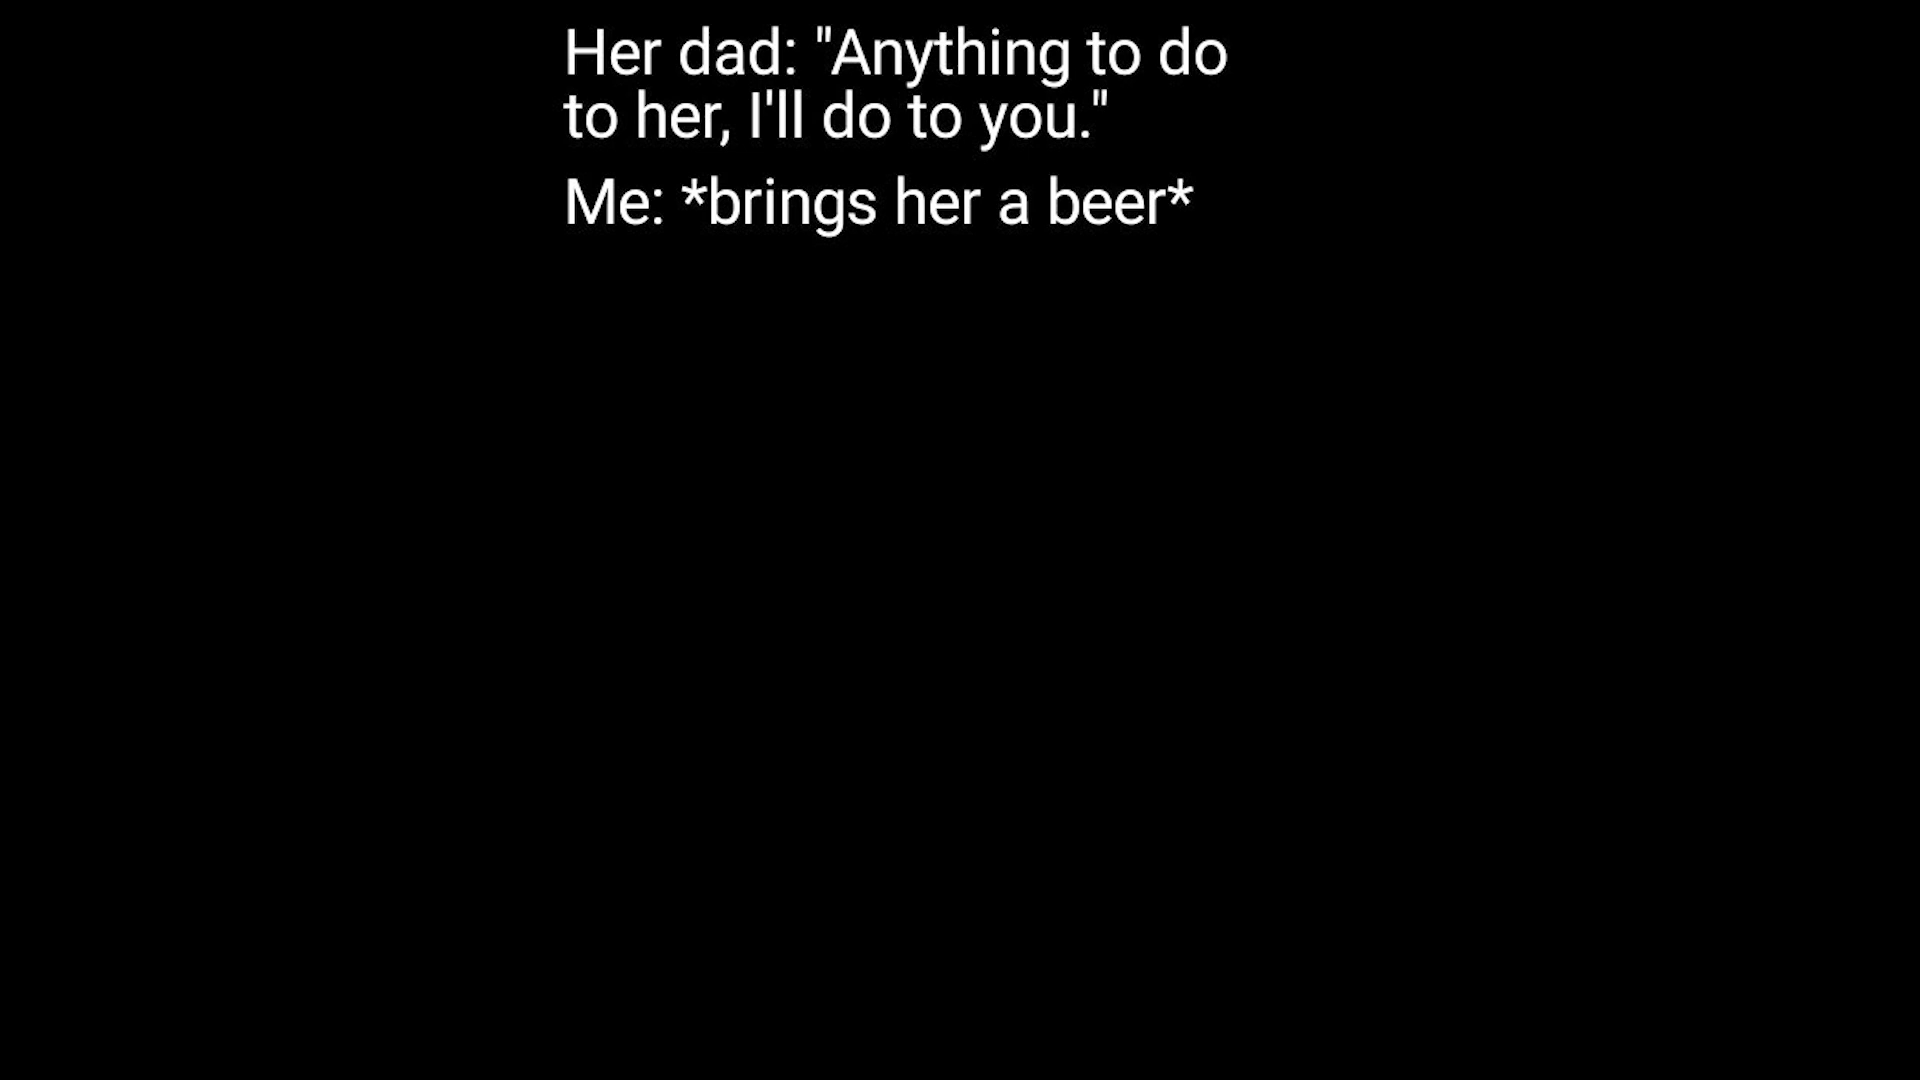 Her dad: "Anything to do
to her, I'll do to you."
Me: *brings her a beer*